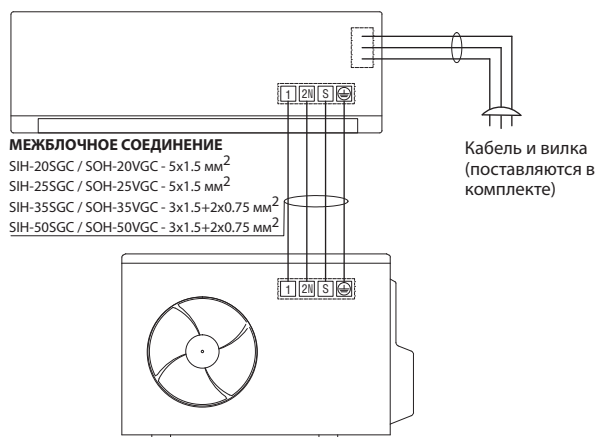 1 2N S
МЕЖБЛОЧНОЕ СОЕДИНЕНИЕ
SIH-20SGC / SOH-20VGC - 5x1.5 мм²
SIH-25SGC / SOH-25VGC - 5x1.5 мм²
SIH-35SGC / SOH-35VGC - 3x1.5+2x0.75 мм²
SIH-50SGC / SOH-50VGC - 3x1.5+2x0.75 мм²
Кабель и вилка
(поставляются в
комплекте)
1 2N S